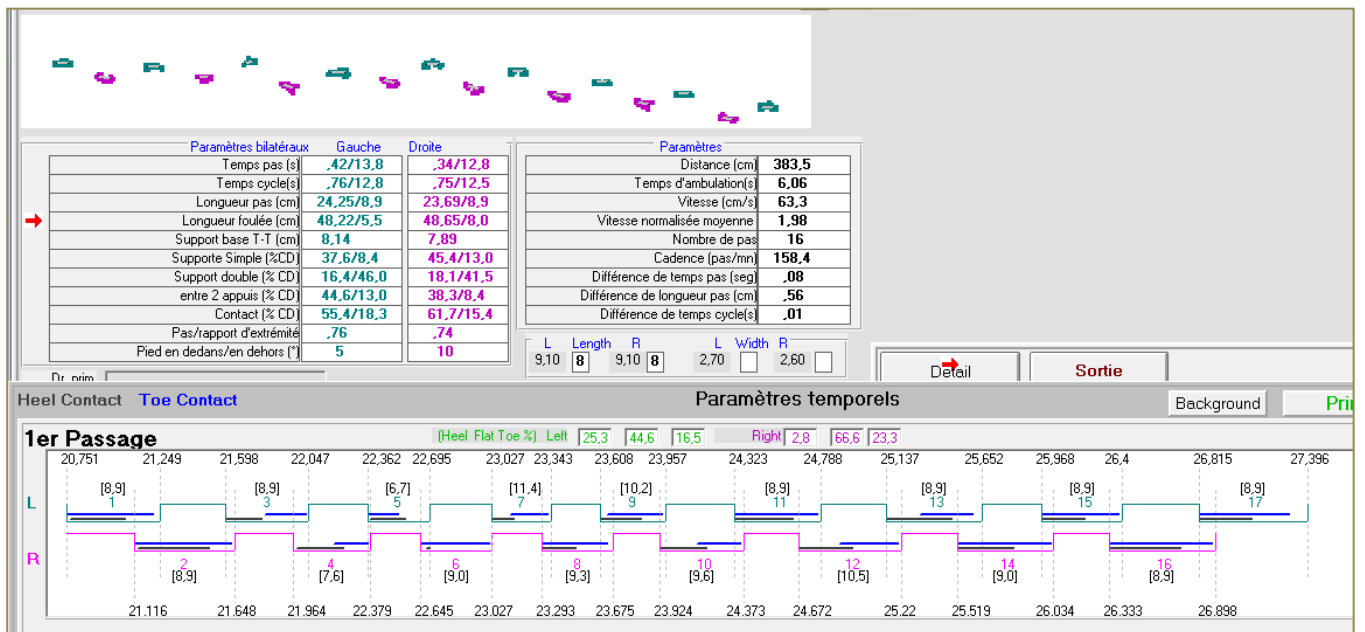 Paramètres bilatéraux Gauche Droite
Temps pas (s) ,42/13,8 ,34/12,8
Temps cycle(s) ,76/12,8 ,75/12,5
Longueur pas (cm) 24,25/8,9 23,69/8,9
Longueur foulée (cm) 48,22/5,5 48,65/8,0
Support base T-T (cm) 8,14 7,89
Supporte Simple (%CD) 37,6/8,4 45,4/13,0
Support double (% CD) 16,4/46,0 18,1/41,5
entre 2 appuis (% CD) 44,6/13,0 38,3/8,4
Contact (% CD) 55,4/18,3 61,7/15,4
Pas/rapport d'extrémité ,76 ,74
Pied en dedans/en dehors (°) 5 10
Paramètres
Distance (cm) 383,5
Temps d'ambulation(s) 6,06
Vitesse (cm/s) 63,3
Vitesse normalisée moyenne 1,98
Nombre de pas 16
Cadence (pas/mn) 158,4
Différence de temps pas (seg) ,08
Différence de longueur pas (cm) ,56
Différence de temps cycle(s) ,01
L Length R L Width R
9,10 8 9,10 8 2,70 2,60
Détail Sortie
Heel Contact Toe Contact Paramètres temporels Background
1er Passage (Heel Flat Toe %) Left 25,3 44,6 16,5 Right 2,8 66,6 23,3
20,751 21,249 21,598 22,047 22,362 22,695 23,027 23,343 23,608 23,957 24,323 24,788 25,137 25,652 25,968 26,4 26,815 27,396
[8,9] [8,9] [6,7] [11,4] [10,2] [8,9] [8,9] [8,9] [8,9]
L 1 3 5 7 9 11 13 15 17
R 2 4 6 8 10 12 14 16
[8,9] [7,6] [9,0] [9,3] [9,6] [10,5] [9,0] [8,9]
21.116 21.648 21.964 22.379 22.645 23.027 23.293 23.675 23.924 24.373 24.672 25.22 25.519 26.034 26.333 26.898